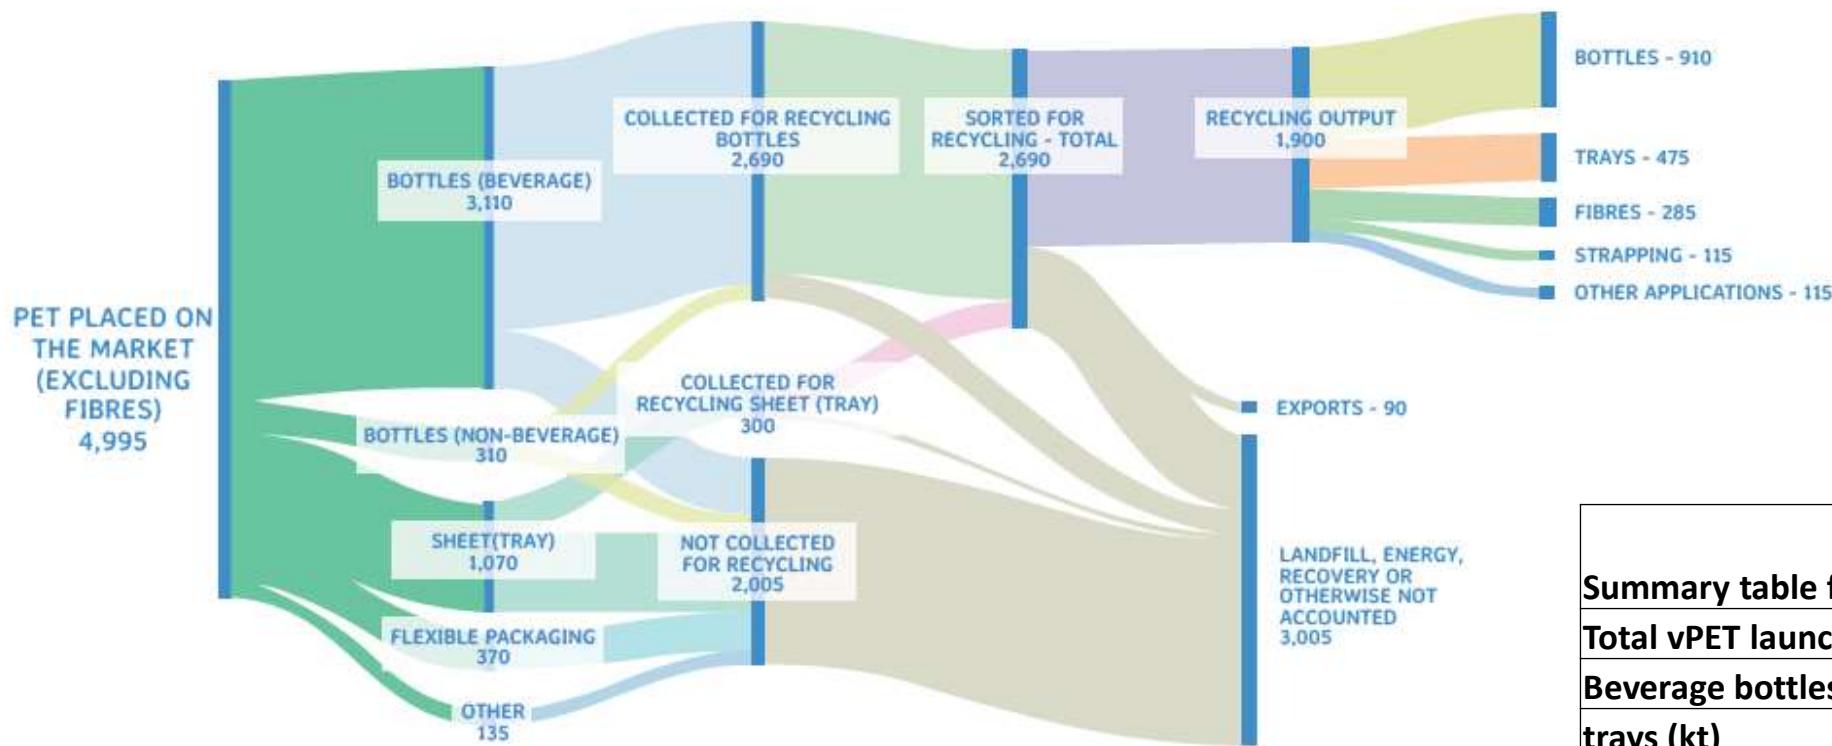 PET PLACED ON
THE MARKET
(EXCLUDING
FIBRES)
4,995
BOTTLES (BEVERAGE)
3,110
BOTTLES (NON-BEVERAGE)
310
SHEET(TRAY)
1,070
FLEXIBLE PACKAGING
370
OTHER
135
COLLECTED FOR RECYCLING
BOTTLES
2,690
COLLECTED FOR
RECYCLING SHEET (TRAY)
300
NOT COLLECTED
FOR RECYCLING
2,005
SORTED FOR
RECYCLING - TOTAL
2,690
RECYCLING OUTPUT
1,900
BOTTLES - 910
TRAYS - 475
FIBRES - 285
STRAPPING - 115
OTHER APPLICATIONS - 115
EXPORTS - 90
LANDFILL, ENERGY,
RECOVERY OR
OTHERWISE NOT
ACCOUNTED
3,005
Summary table
Total vPET
Beverage bottles
trays (kt)